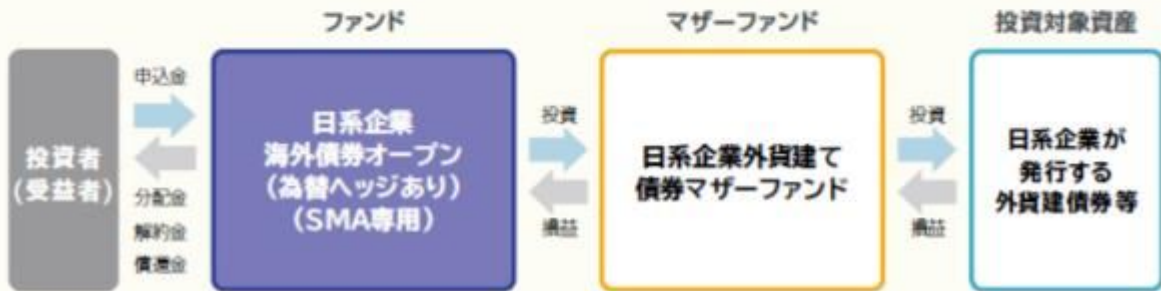 ファンド
マザーファンド
投資対象資産
投資者
(受益者)
申込金
分配金
解約金
償還金
日系企業
海外債券オープン
(為替ヘッジあり)
(SMA専用)
投資
損益
日系企業外貨建て
債券マザーファンド
投資
損益
日系企業が
発行する
外貨建債券等